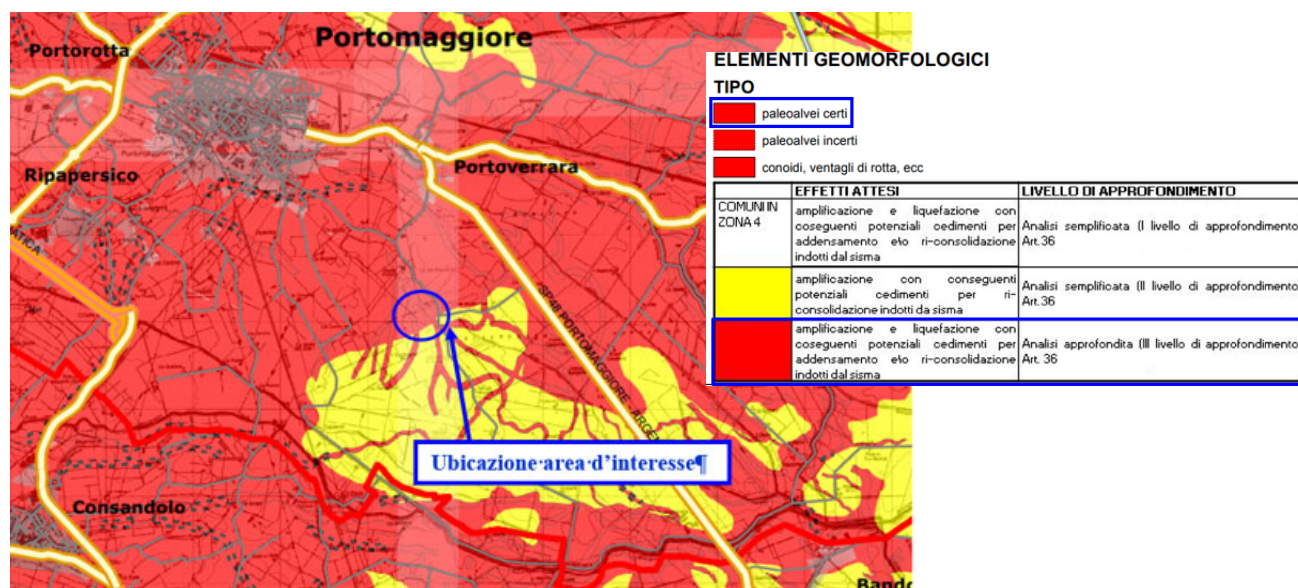 Portomaggiore
Portorotta
Portoverrara
Ripapersico
SP48 PORTOMAGGIORE - ARGEN
Ubicazione·area·d'interesse¶
Consandolo
Bando
ELEMENTI GEOMORFOLOGICI
TIPO
paleoalvei certi
paleoalvei incerti
conoidi, ventagli di rotta, ecc
EFFETTI ATTESI
LIVELLO DI APPROFONDIMENTO
COMUNI IN
ZONA 4
amplificazione e liquefazione con
coseguenti potenziali cedimenti per
addensamento e\o ri-consolidazione
indotti dal sisma
Analisi semplificata (I livello di approfondimento
Art.36
amplificazione con conseguenti
potenziali cedimenti per ri-
consolidazione indotti da sisma
Analisi semplificata (II livello di approfondimento
Art.36
amplificazione e liquefazione con
coseguenti potenziali cedimenti per
addensamento e\o ri-consolidazione
indotti dal sisma
Analisi approfondita (III livello di approfondimento
Art. 36